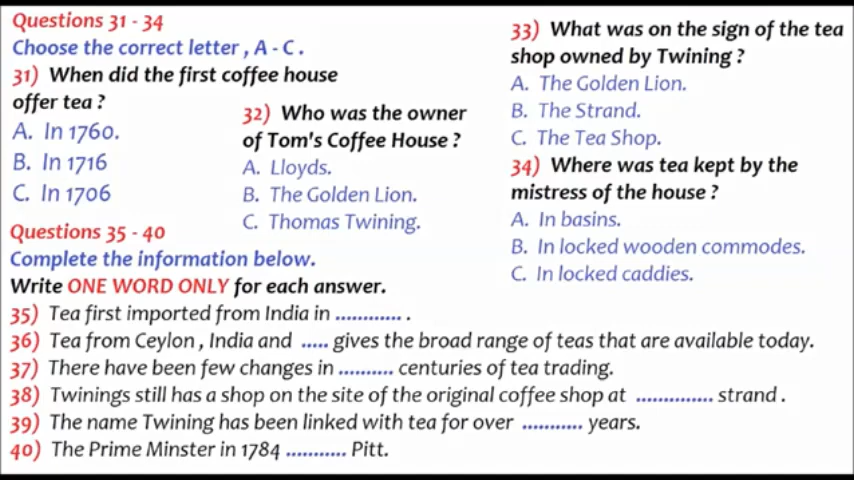 Questions 31 - 34
Choose the correct letter , A - C .
31) When did the first coffee house
offer tea ?
A. In 1760.
B. In 1716
C. In 1706
32) Who was the owner
of Tom's Coffee House ?
A. Lloyds.
B. The Golden Lion.
C. Thomas Twining.
33) What was on the sign of the tea
shop owned by Twining ?
A. The Golden Lion.
B. The Strand.
C. The Tea Shop.
34) Where was tea kept by the
mistress of the house ?
A. In basins.
B. In locked wooden commodes.
C. In locked caddies.
Questions 35 - 40
Complete the information below.
Write ONE WORD ONLY for each answer.
35) Tea first imported from India in ............ .
36) Tea from Ceylon , India and ..... gives the broad range of teas that are available today.
37) There have been few changes in .......... centuries of tea trading.
38) Twinings still has a shop on the site of the original coffee shop at .............. strand .
39) The name Twining has been linked with tea for over ........... years.
40) The Prime Minster in 1784 ........... Pitt.